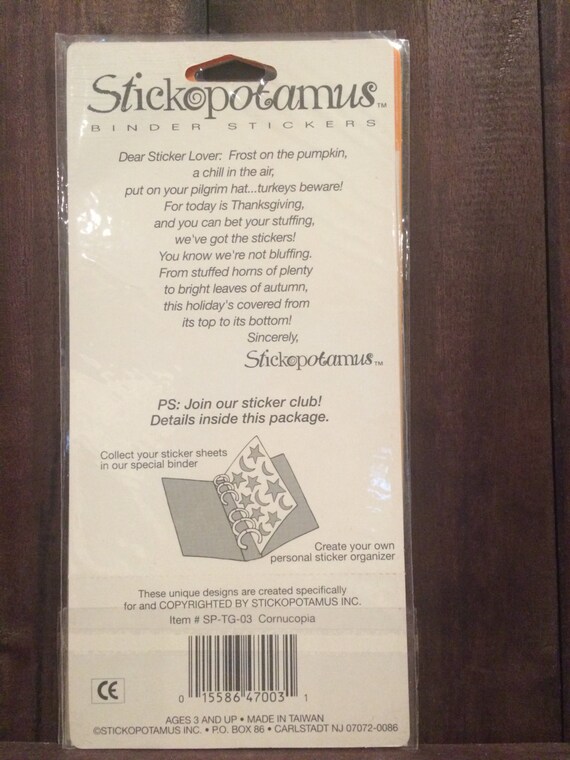 Stickopotamus™
BINDER STICKERS
Dear Sticker Lover: Frost on the pumpkin,
a chill in the air,
put on your pilgrim hat...turkeys beware!
For today is Thanksgiving,
and you can bet your stuffing,
we've got the stickers!
You know we're not bluffing.
From stuffed horns of plenty
to bright leaves of autumn,
this holiday's covered from
its top to its bottom!
Sincerely,
Stickopotamus™
PS: Join our sticker club!
Details inside this package.
Collect your sticker sheets
in our special binder
Create your own
personal sticker organizer
These unique designs are created specifically
for and COPYRIGHTED BY STICKOPOTAMUS INC.
Item # SP-TG-03 Cornucopia
CE
0 15586 47003 1
AGES 3 AND UP • MADE IN TAIWAN
©STICKOPOTAMUS INC. • P.O. BOX 86 • CARLSTADT NJ 07072-0086